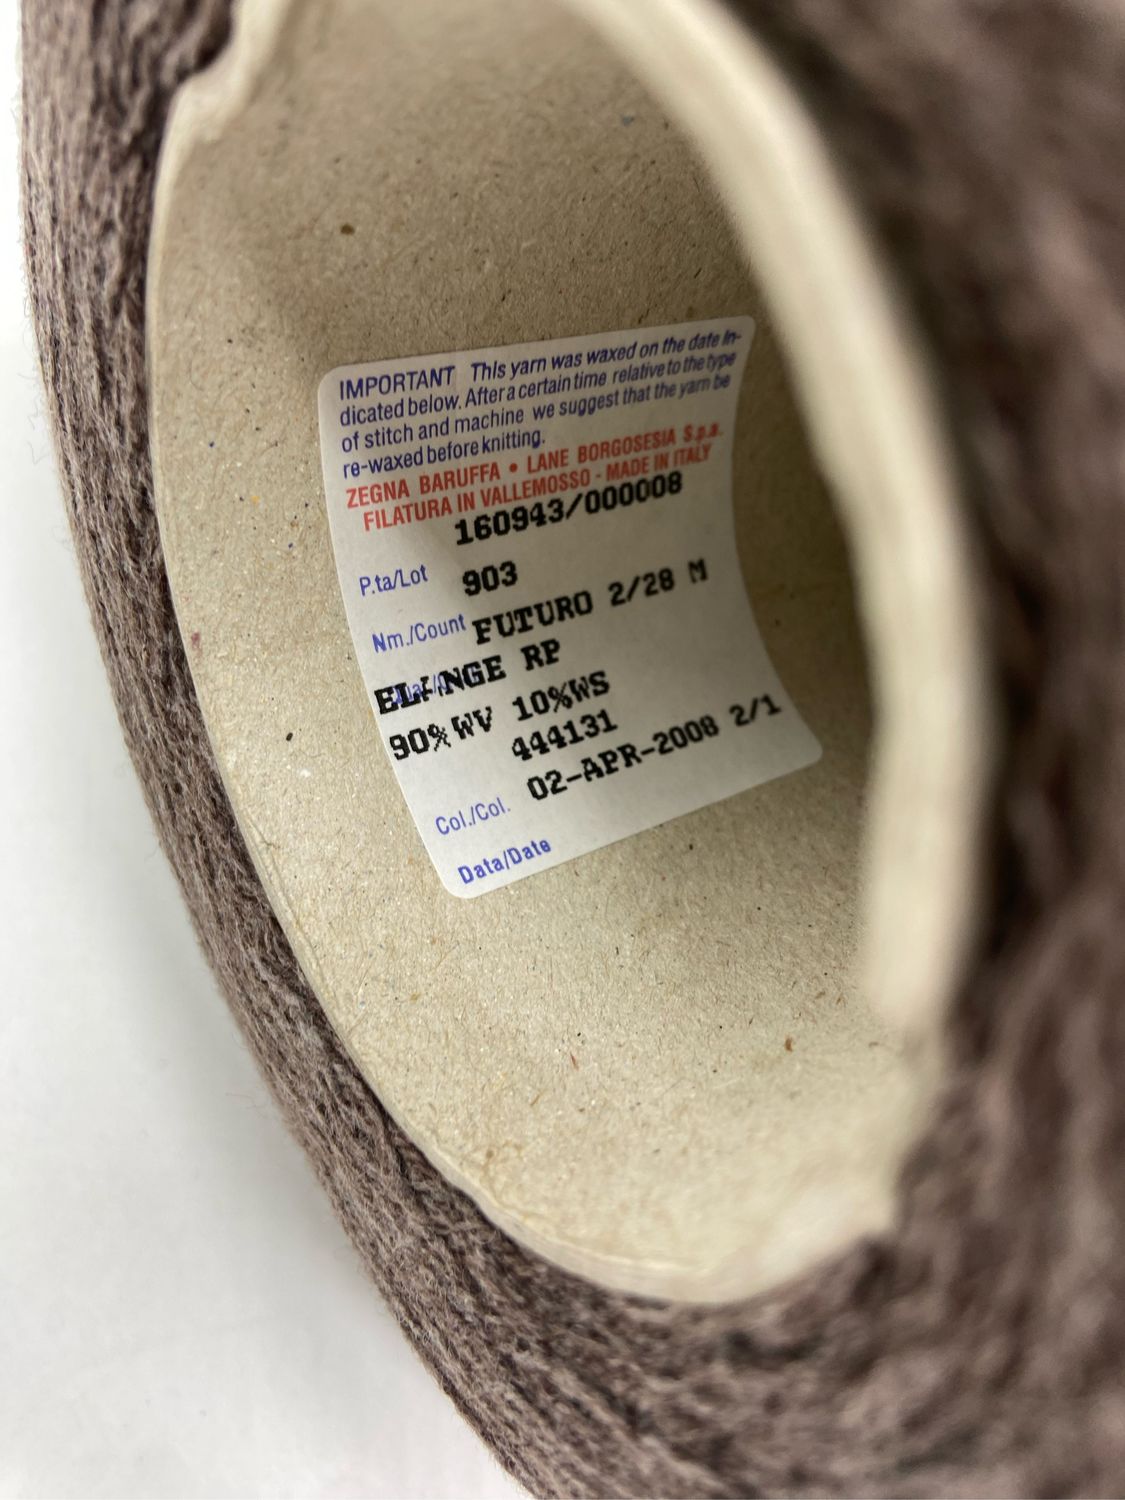 IMPORTANT This yarn was waxed on the date in-
dicated below. After a certain time relative to the type
of stitch and machine we suggest that the yarn be
re-waxed before knitting.
ZEGNA BARUFFA • LANE BORGOSESIA S.p.a.
FILATURA IN VALLEMOSSO - MADE IN ITALY
160943/000008
P.ta/Lot 903
Nm./Count FUTURO 2/28 M
ELANGE RP
90%WV 10%WS
444131
Col./Col. 02-APR-2008 2/1
Data/Date